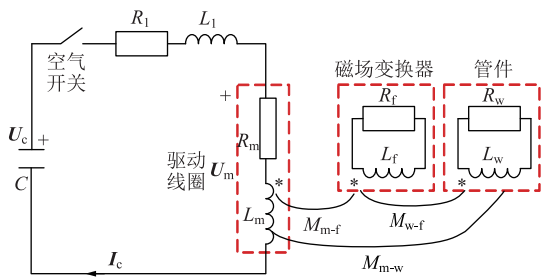 R1
L1
空气
开关
磁场变换器
管件
+
Rm
Rf
Rw
Uc
+
驱动
线圈
Um
Lf
Lw
C
*
*
*
Lm
Mm-f
Mw-f
Ic
Mm-w